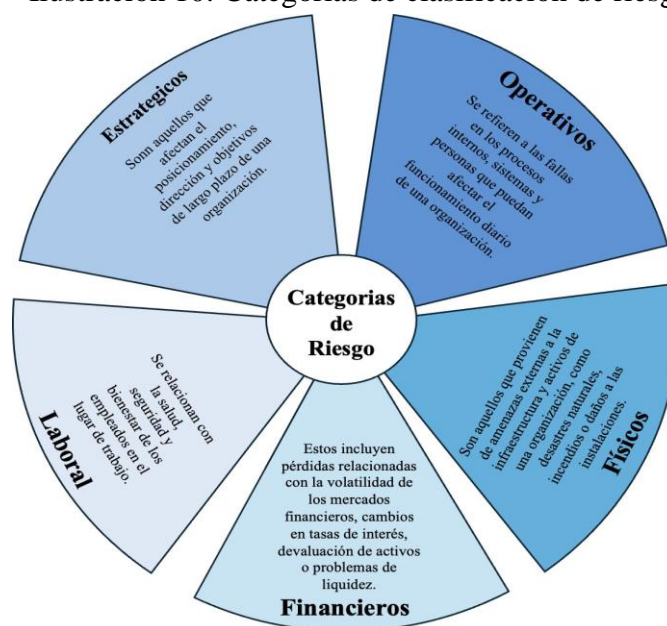 Ilustración 10. Categorías de clasificación de riesg
Estrategicos
Sonn aquellos que
afectan el
posicionamiento,
dirección y objetivos
de largo plazo de una
organización.
Operativos
Se refieren a las fallas
en los procesos
internos, sistemas y
personas que puedan
afectar el
funcionamiento diario
de una organización.
Categorias
de
Riesgo
Son aquellos que provienen
de amenazas externas a la
infraestructura y activos de
una organización, como
desastres naturales,
incendios o daños a las
instalaciones.
Físicos
Estos incluyen
pérdidas relacionadas
con la volatilidad de
los mercados
financieros, cambios
en tasas de interés,
devaluación de activos
o problemas de
liquidez.
Financieros
Se relacionan con
la salud,
seguridad y
bienestar de los
empleados en el
lugar de trabajo.
Laboral